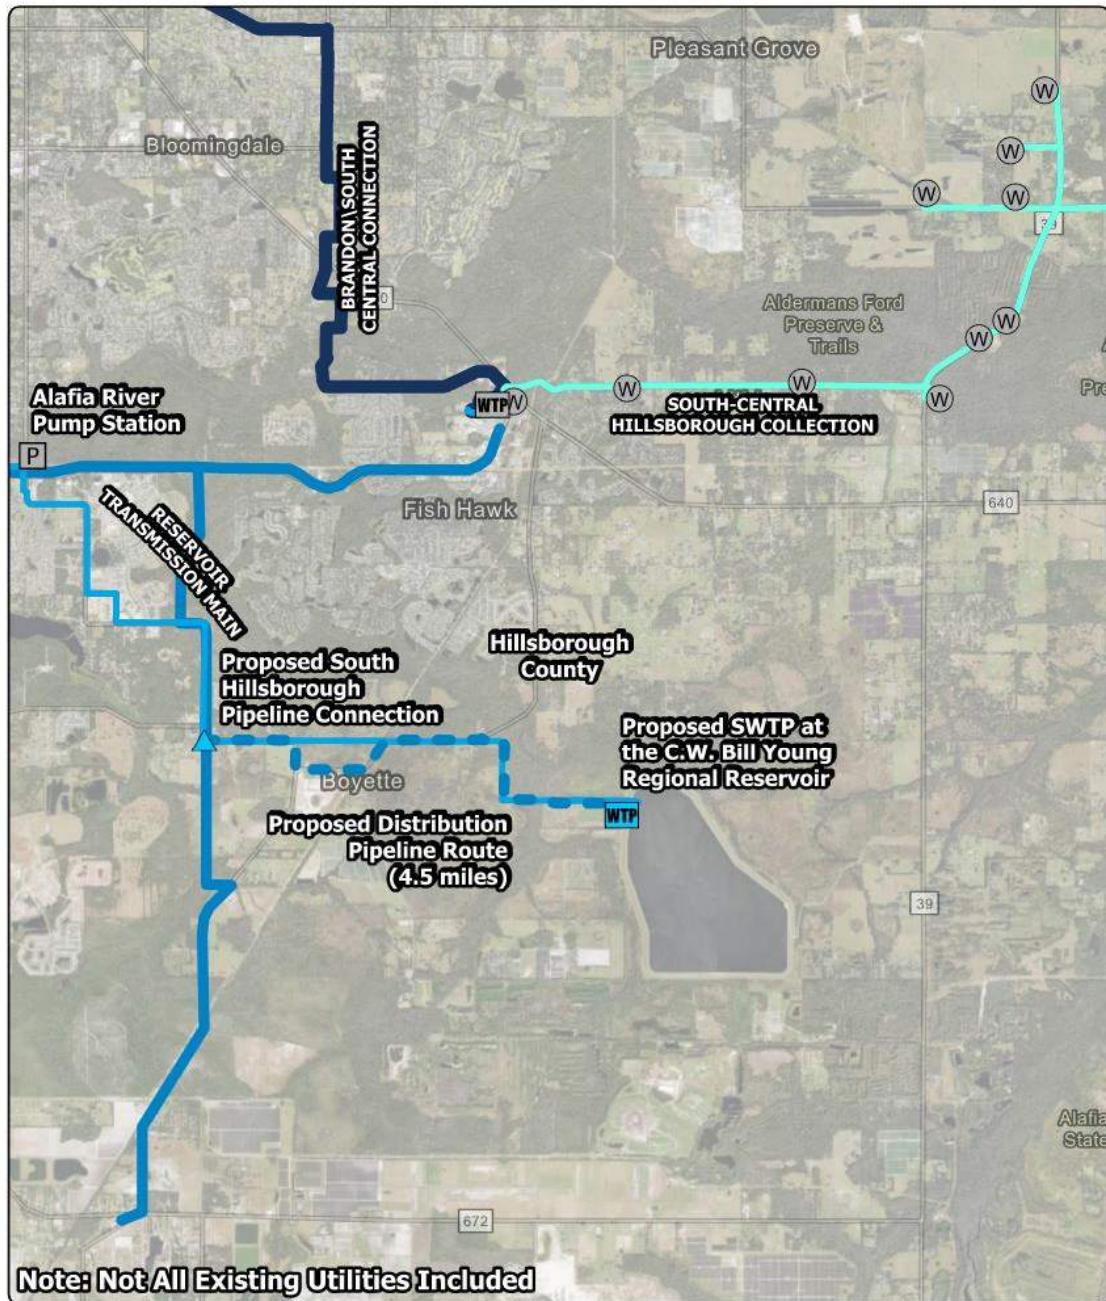 Pleasant Grove
W
Bloomingdale
W
W
W
BRANDON\SOUTH
CENTRAL CONNECTION
39
Aldermans Ford
Preserve &
Trails
W
W
Alafia River
Pump Station
WTP
W
W
W
W
SOUTH-CENTRAL
HILLSBOROUGH COLLECTION
P
RESERVOIR
TRANSMISSION MAIN
Fish Hawk
640
Hillsborough
County
Proposed South
Hillsborough
Pipeline Connection
Proposed SWTP at
the C.W. Bill Young
Regional Reservoir
Boyette
WTP
Proposed Distribution
Pipeline Route
(4.5 miles)
39
Alafia
State
672
Note: Not All Existing Utilities Included